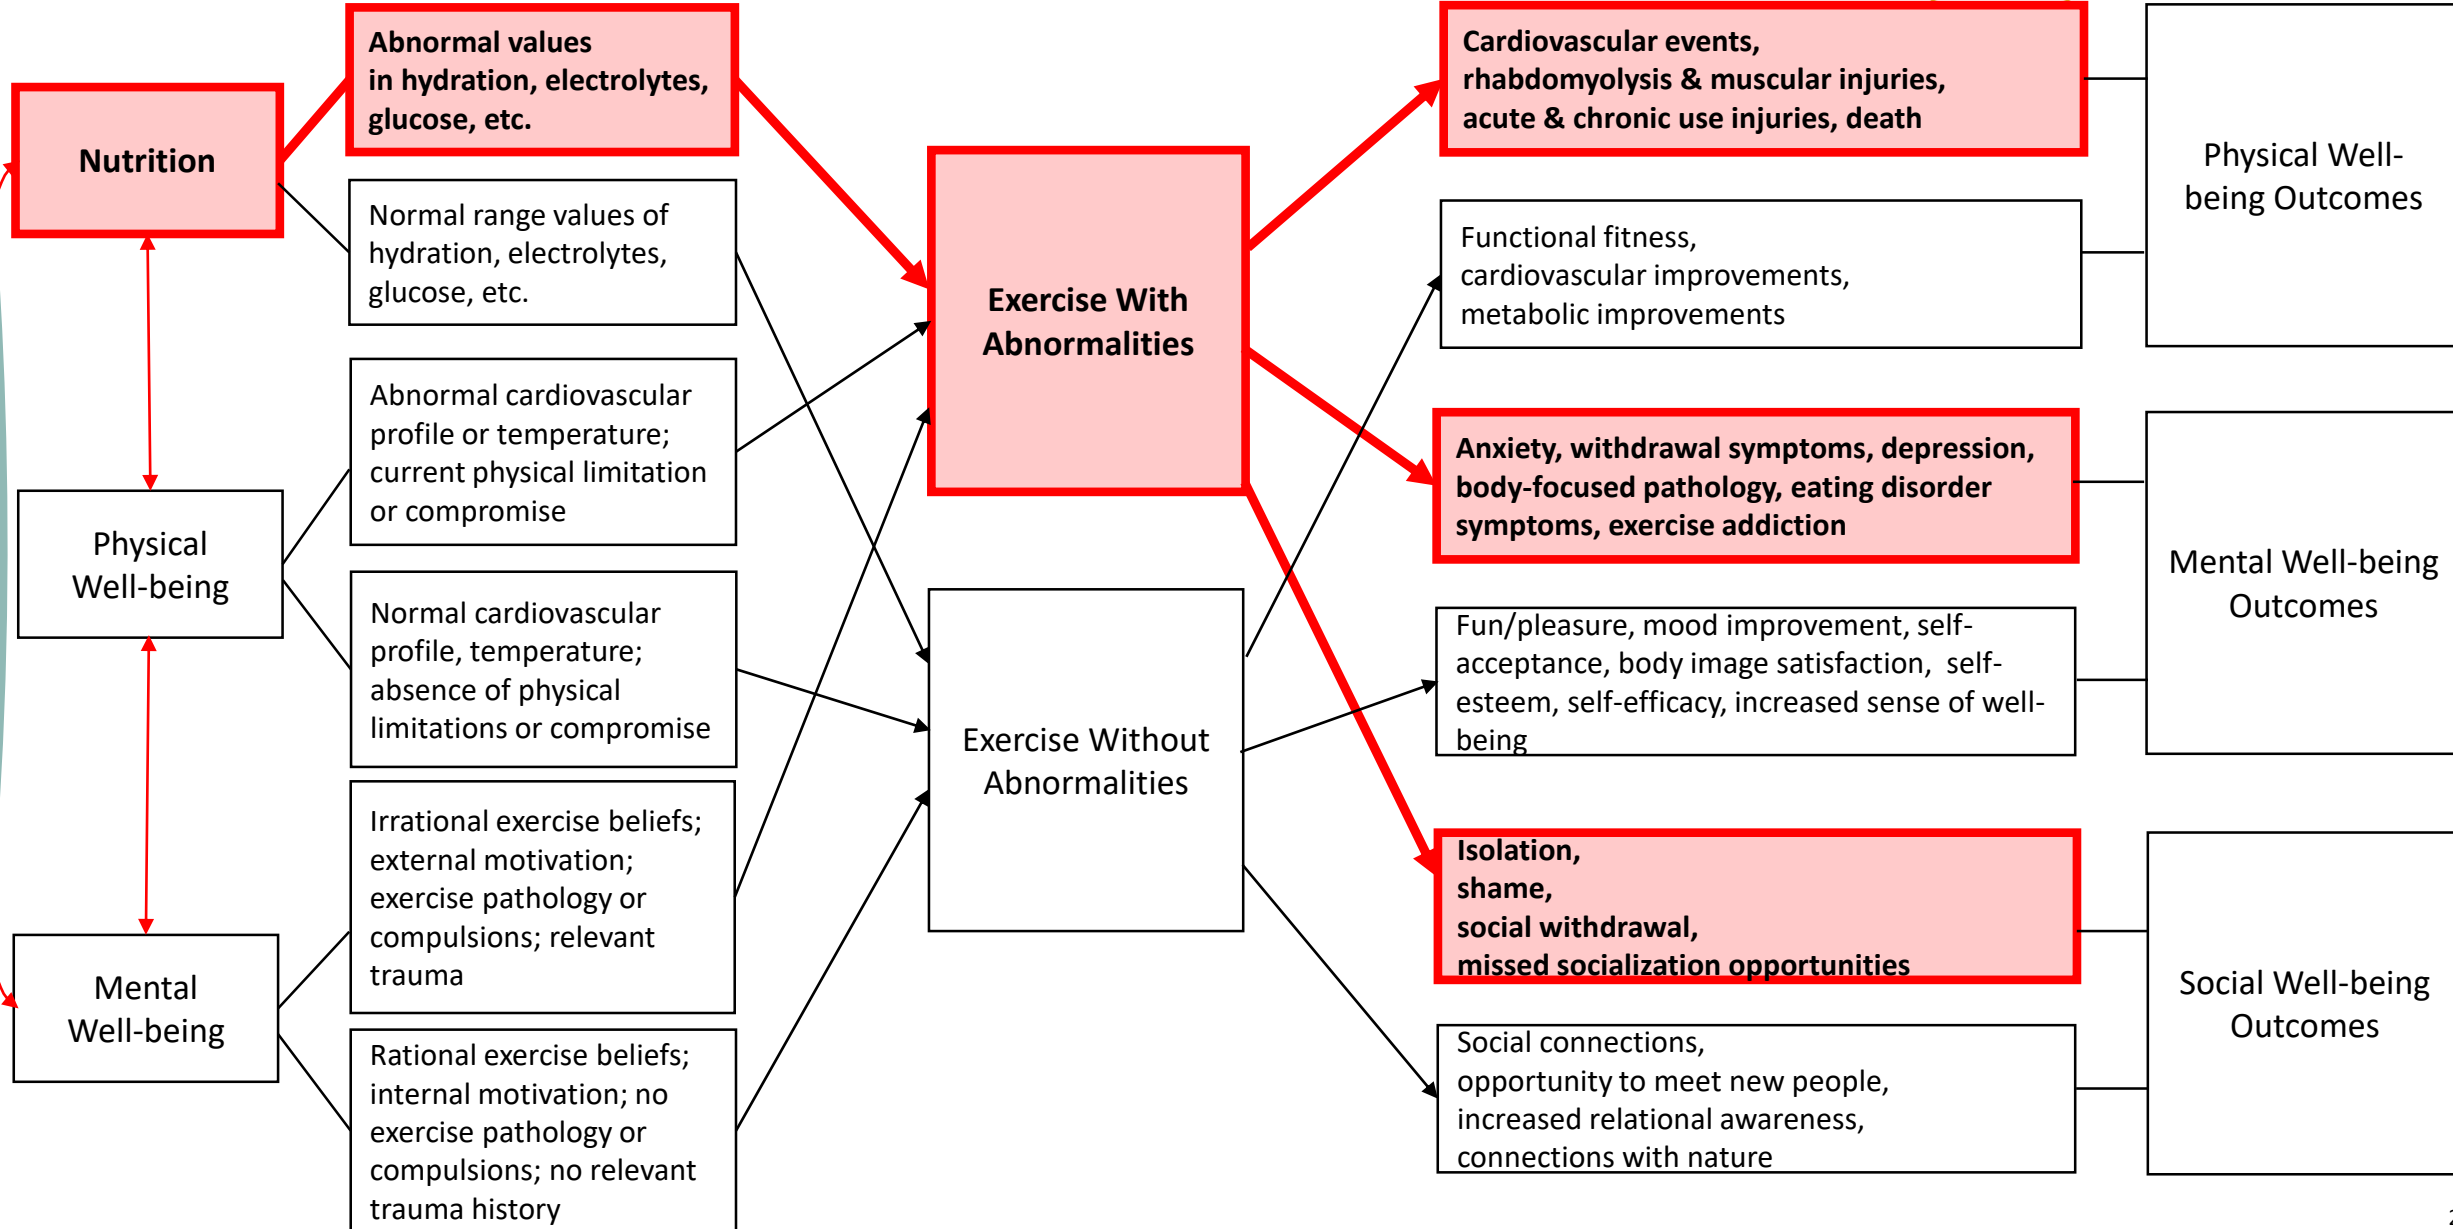 Nutrition
Abnormal values
in hydration, electrolytes,
glucose, etc.
Normal range values of
hydration, electrolytes,
glucose, etc.
Physical
Well-being
Abnormal cardiovascular
profile or temperature;
current physical limitation
or compromise
Normal cardiovascular
profile, temperature;
absence of physical
limitations or compromise
Mental
Well-being
Irrational exercise beliefs;
external motivation;
exercise pathology or
compulsions; relevant
trauma
Rational exercise beliefs;
internal motivation; no
exercise pathology or
compulsions; no relevant
trauma history
Exercise With
Abnormalities
Exercise Without
Abnormalities
Cardiovascular events,
rhabdomyolysis & muscular injuries,
acute & chronic use injuries, death
Functional fitness,
cardiovascular improvements,
metabolic improvements
Physical Well-
being Outcomes
Anxiety, withdrawal symptoms, depression,
body-focused pathology, eating disorder
symptoms, exercise addiction
Fun/pleasure, mood improvement, self-
acceptance, body image satisfaction,  self-
esteem, self-efficacy, increased sense of well-
being
Mental Well-being
Outcomes
Isolation,
shame,
social withdrawal,
missed socialization opportunities
Social connections,
opportunity to meet new people,
increased relational awareness,
connections with nature
Social Well-being
Outcomes